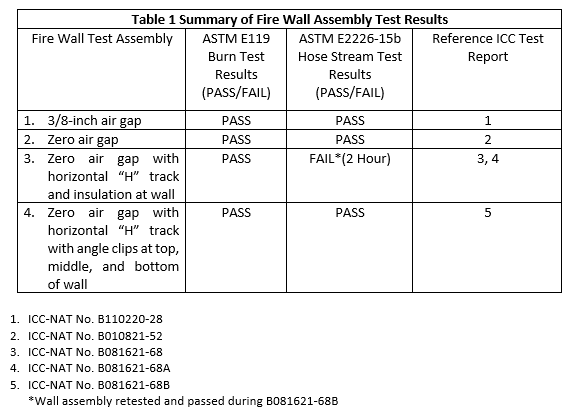 Table 1 Summary of Fire Wall Assembly Test Results
Fire Wall Test Assembly
ASTM E119
Burn Test
Results
(PASS/FAIL)
ASTM E2226-15b
Hose Stream Test
Results
(PASS/FAIL)
Reference ICC Test
Report
1. 3/8-inch air gap
PASS
PASS
1
2. Zero air gap
PASS
PASS
2
3. Zero air gap with
horizontal “H” track
and insulation at wall
PASS
FAIL*(2 Hour)
3, 4
4. Zero air gap with
horizontal “H” track
with angle clips at top,
middle, and bottom
of wall
PASS
PASS
5
1. ICC-NAT No. B110220-28
2. ICC-NAT No. B010821-52
3. ICC-NAT No. B081621-68
4. ICC-NAT No. B081621-68A
5. ICC-NAT No. B081621-68B
*Wall assembly retested and passed during B081621-68B